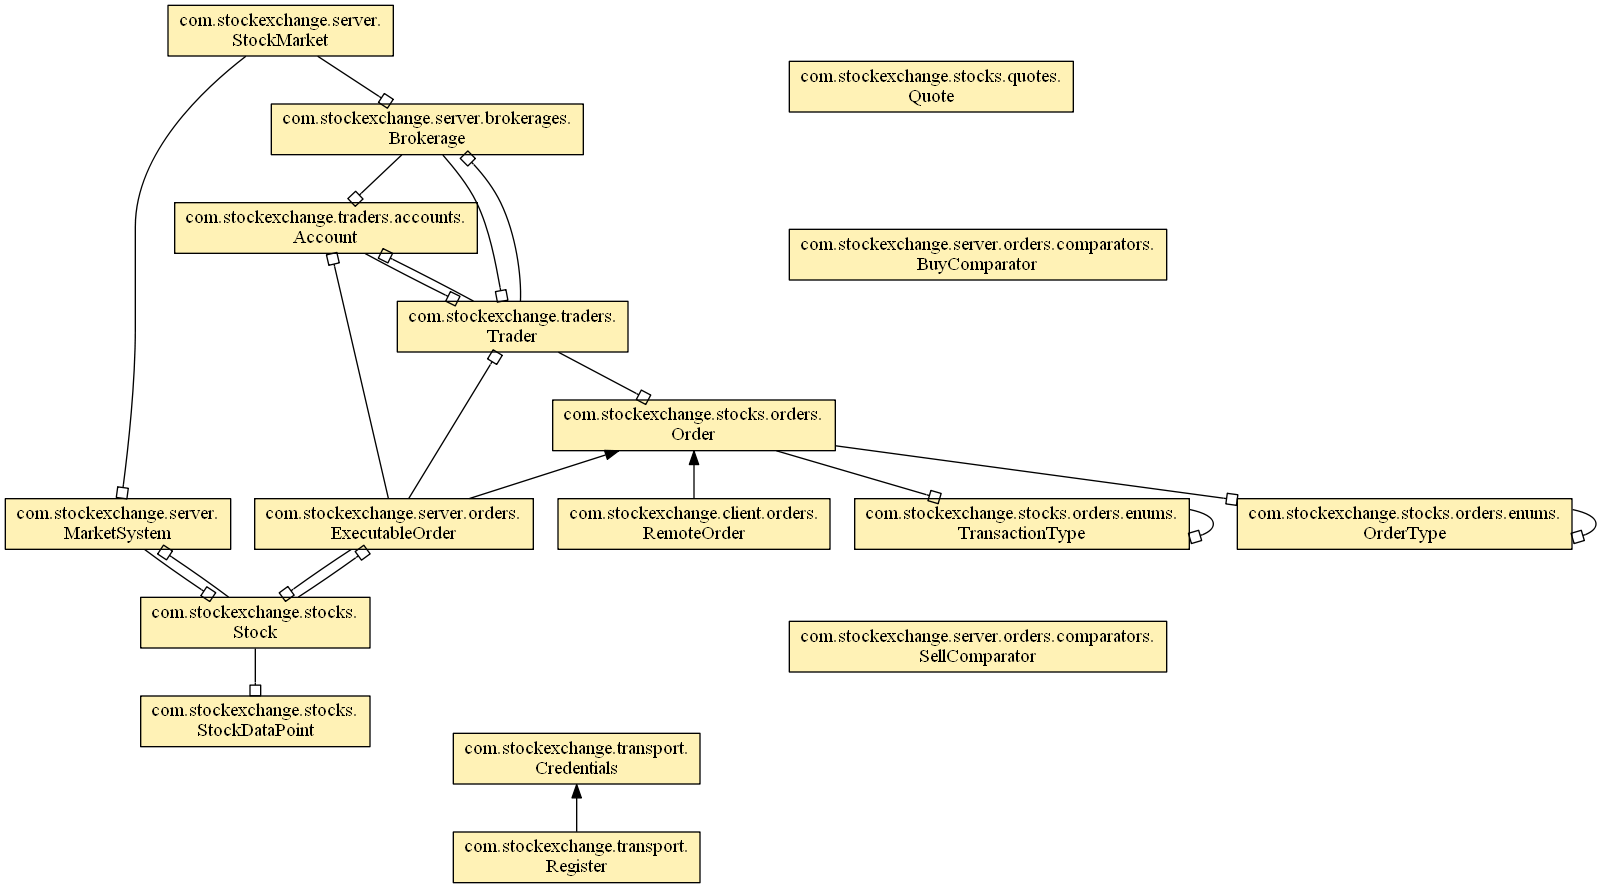 com.stockexchange.server.
StockMarket
com.stockexchange.stocks.quotes.
Quote
com.stockexchange.server.brokerages.
Brokerage
com.stockexchange.traders.accounts.
Account
com.stockexchange.server.orders.comparators.
BuyComparator
com.stockexchange.traders.
Trader
com.stockexchange.stocks.orders.
Order
com.stockexchange.server.
MarketSystem
com.stockexchange.server.orders.
ExecutableOrder
com.stockexchange.client.orders.
RemoteOrder
com.stockexchange.stocks.orders.enums.
TransactionType
com.stockexchange.stocks.orders.enums.
OrderType
com.stockexchange.stocks.
Stock
com.stockexchange.server.orders.comparators.
SellComparator
com.stockexchange.stocks.
StockDataPoint
com.stockexchange.transport.
Credentials
com.stockexchange.transport.
Register